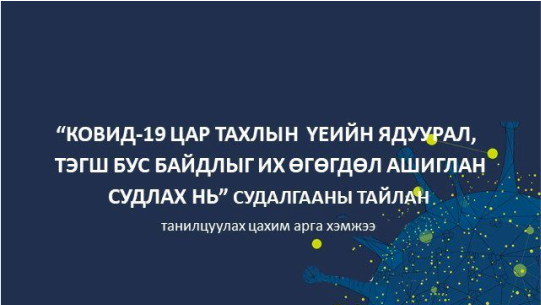 “КОВИД-19 ЦАР ТАХЛЫН ҮЕИЙН ЯДУУРАЛ,
ТЭГШ БУС БАЙДЛЫГ ИХ ӨГӨГДӨЛ АШИГЛАН
СУДЛАХ НЬ” СУДАЛГААНЫ ТАЙЛАН
танилцуулах цахим арга хэмжээ